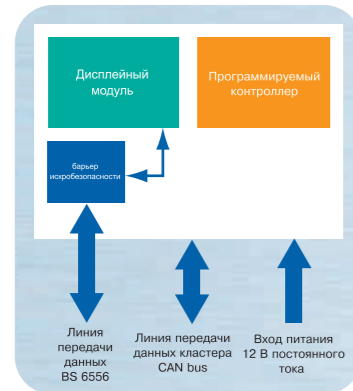 Дисплейный
модуль
Программируемый
контроллер
барьер
искробезопасности
Линия
передачи
данных
BS 6556
Линия передачи
данных кластера
CAN bus
Вход питания
12 В постоянного
тока